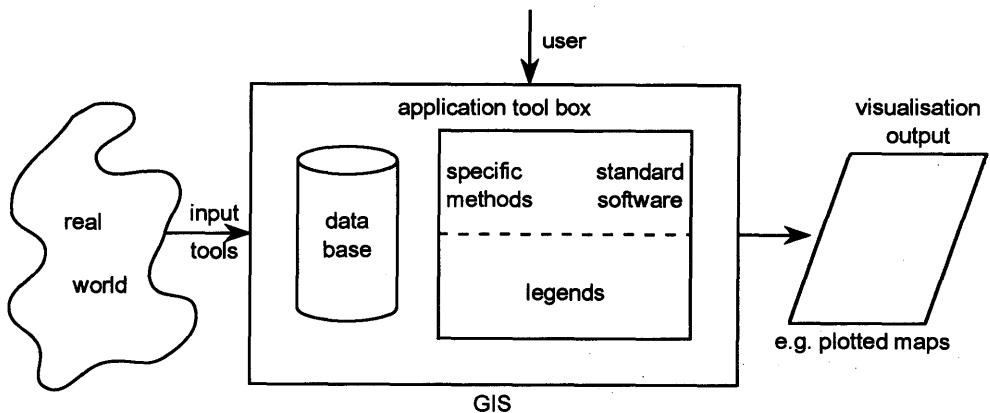 user
application tool box
visualisation
output
specific
methods
standard
software
real
world
input
tools
data
base
legends
e.g. plotted maps
GIS